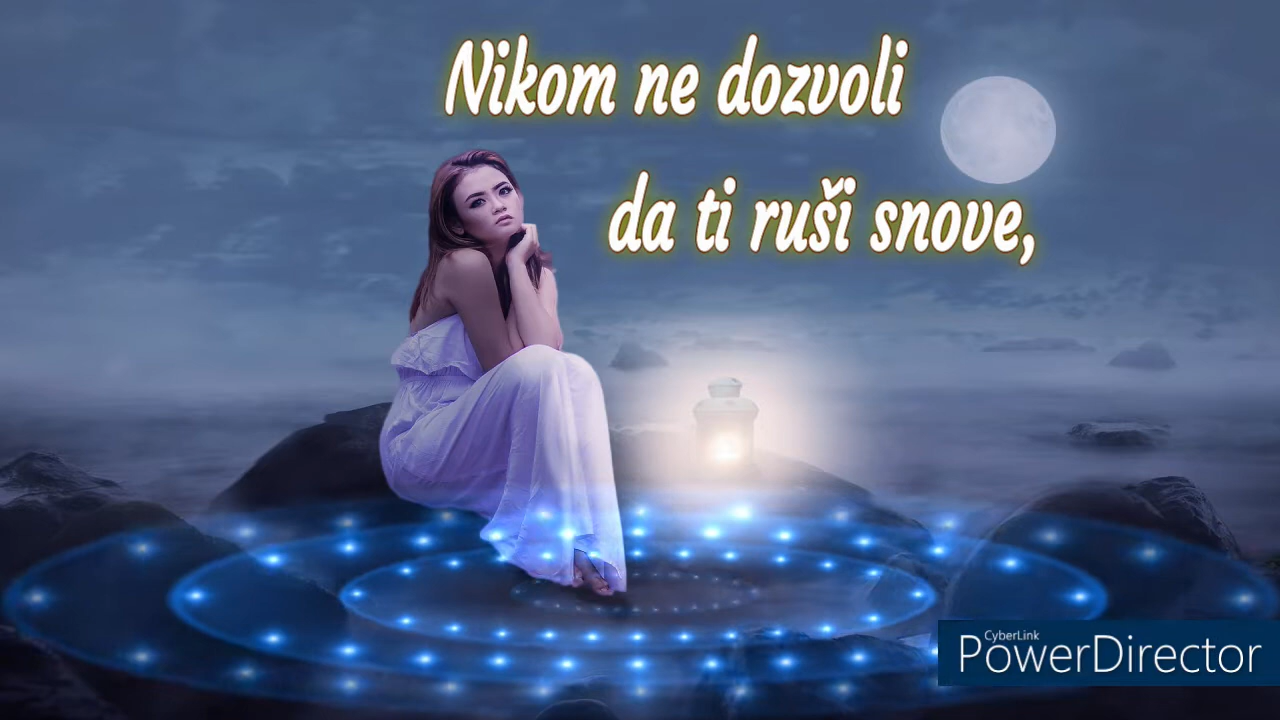 Nikom ne dozvoli
da ti ruši snove,
CyberLink
PowerDirector